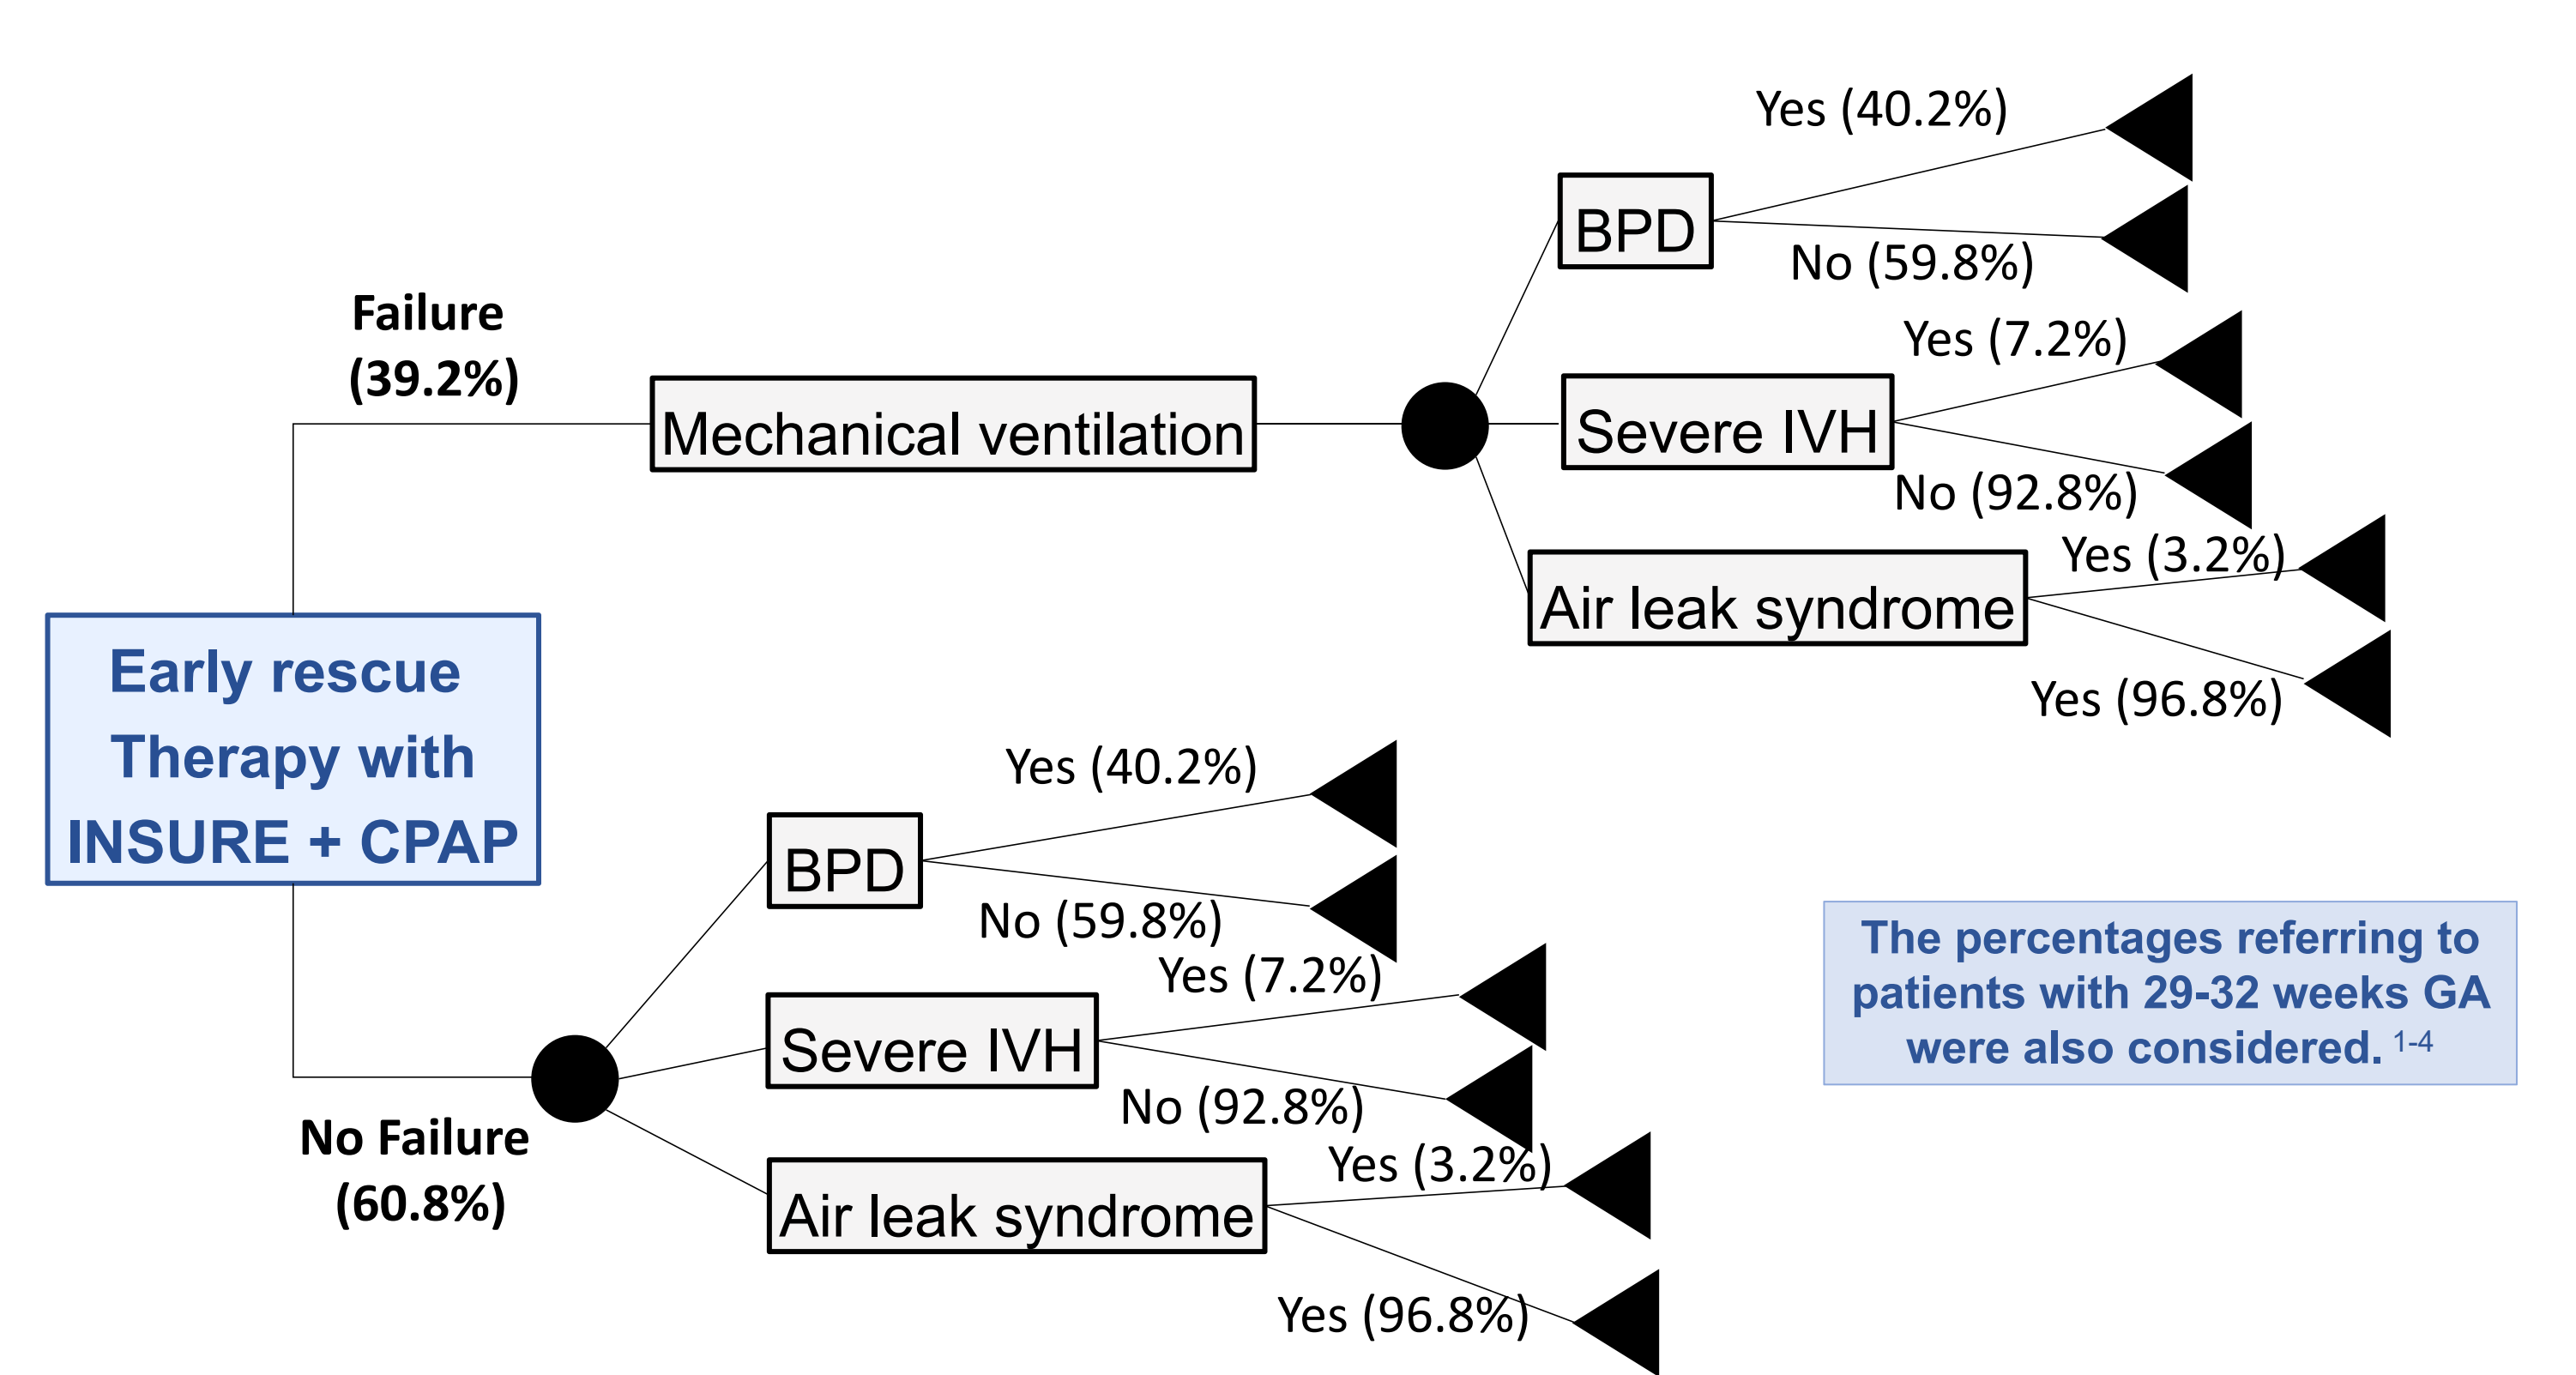 Yes (40.2%)
BPD
No (59.8%)
Failure
(39.2%)
Yes (7.2%)
Mechanical ventilation
Severe IVH
No (92.8%)
Yes (3.2%)
Air leak syndrome
Yes (96.8%)
Early rescue
Therapy with
INSURE + CPAP
Yes (40.2%)
BPD
No (59.8%)
Yes (7.2%)
Severe IVH
No (92.8%)
No Failure
(60.8%)
Yes (3.2%)
Air leak syndrome
Yes (96.8%)
The percentages referring to
patients with 29-32 weeks GA
were also considered. 1-4